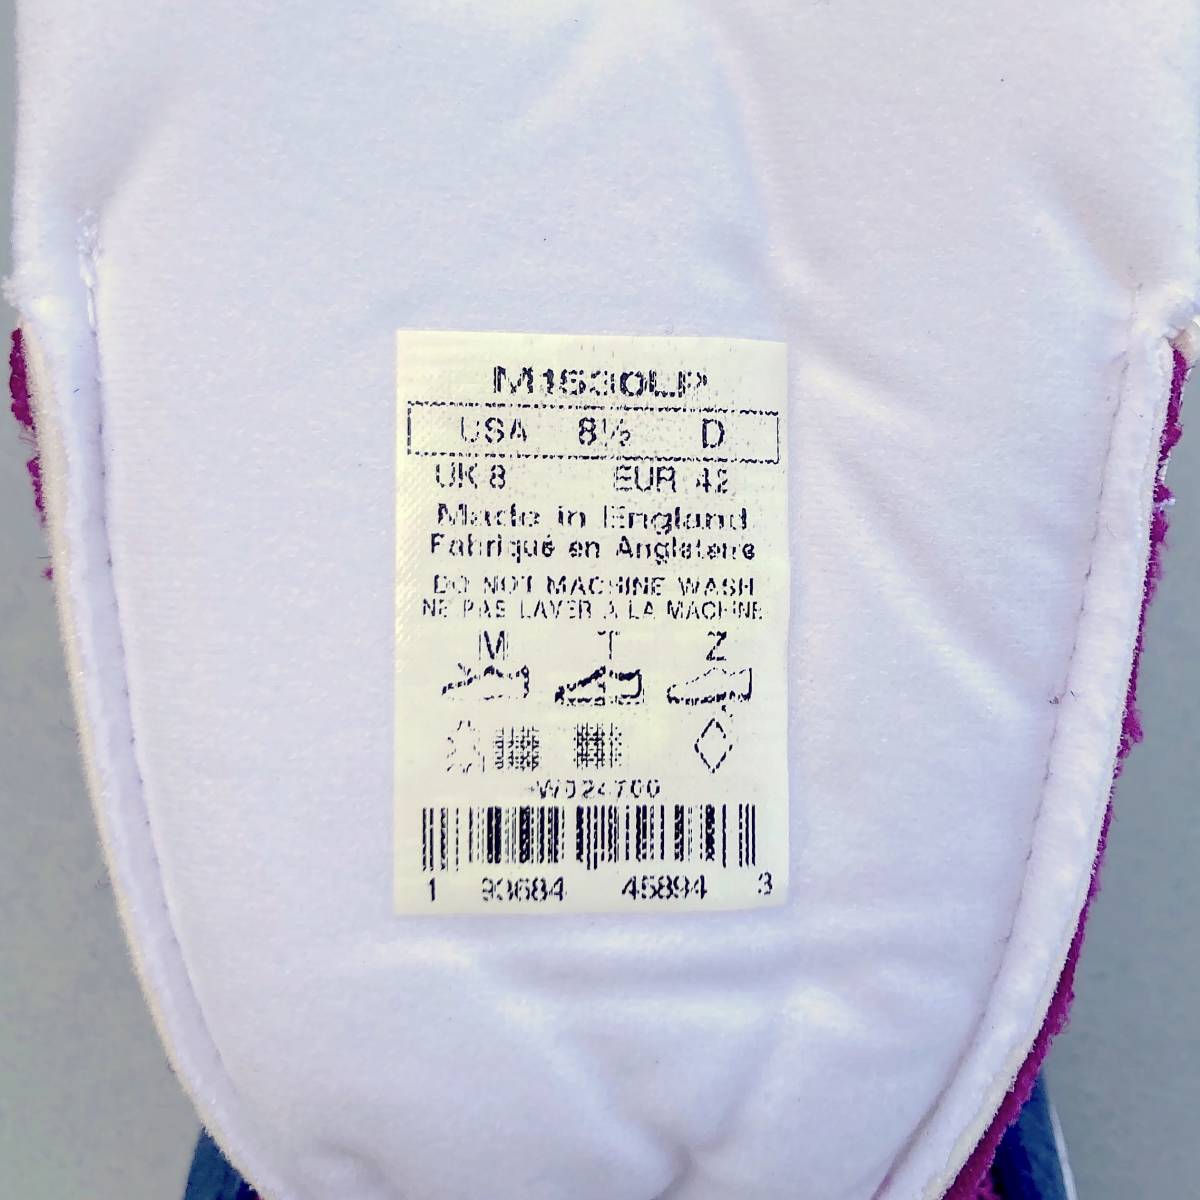 M1530LP
USA 8½ D
UK 8 EUR 42
Made in England
Fabriqué en Angleterre
DO NOT MACHINE WASH
NE PAS LAVER A LA MACHINE
M T Z
1 93684 45894 3